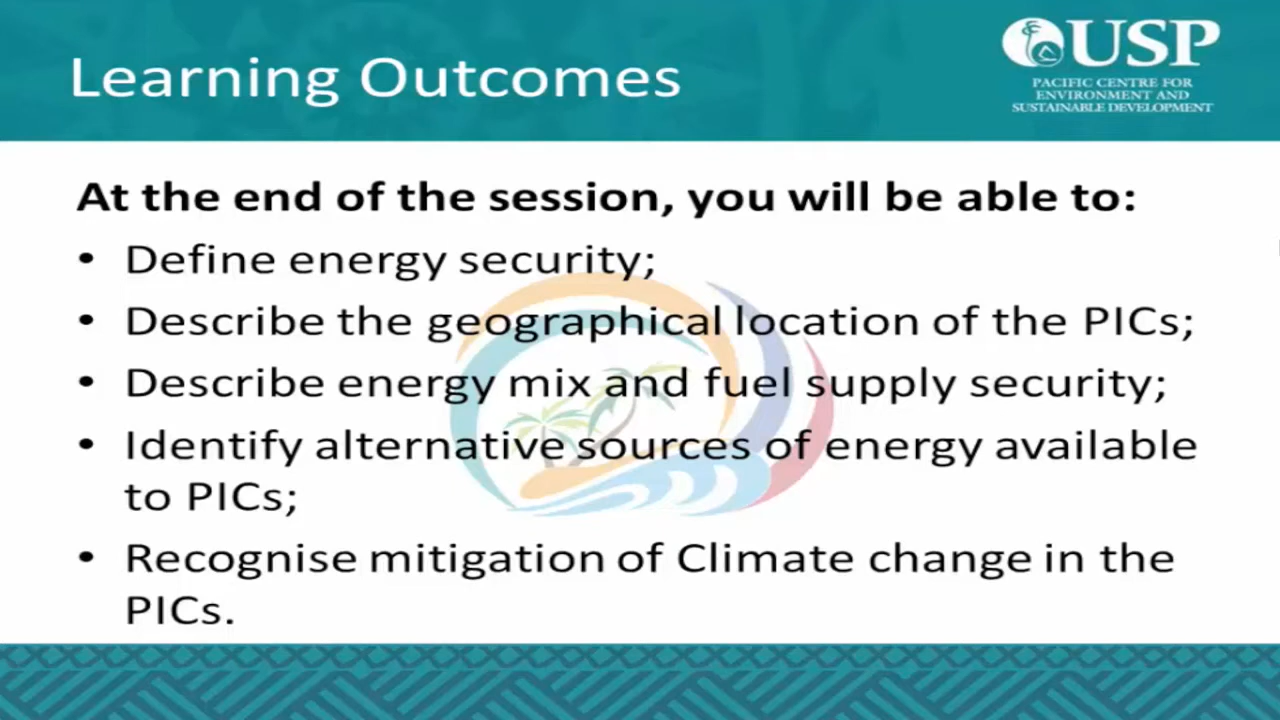 Learning Outcomes
USP
PACIFIC CENTRE FOR
ENVIRONMENT AND
SUSTAINABLE DEVELOPMENT
At the end of the session, you will be able to:
• Define energy security;
• Describe the geographical location of the PICs;
• Describe energy mix and fuel supply security;
• Identify alternative sources of energy available
to PICs;
• Recognise mitigation of Climate change in the
PICs.